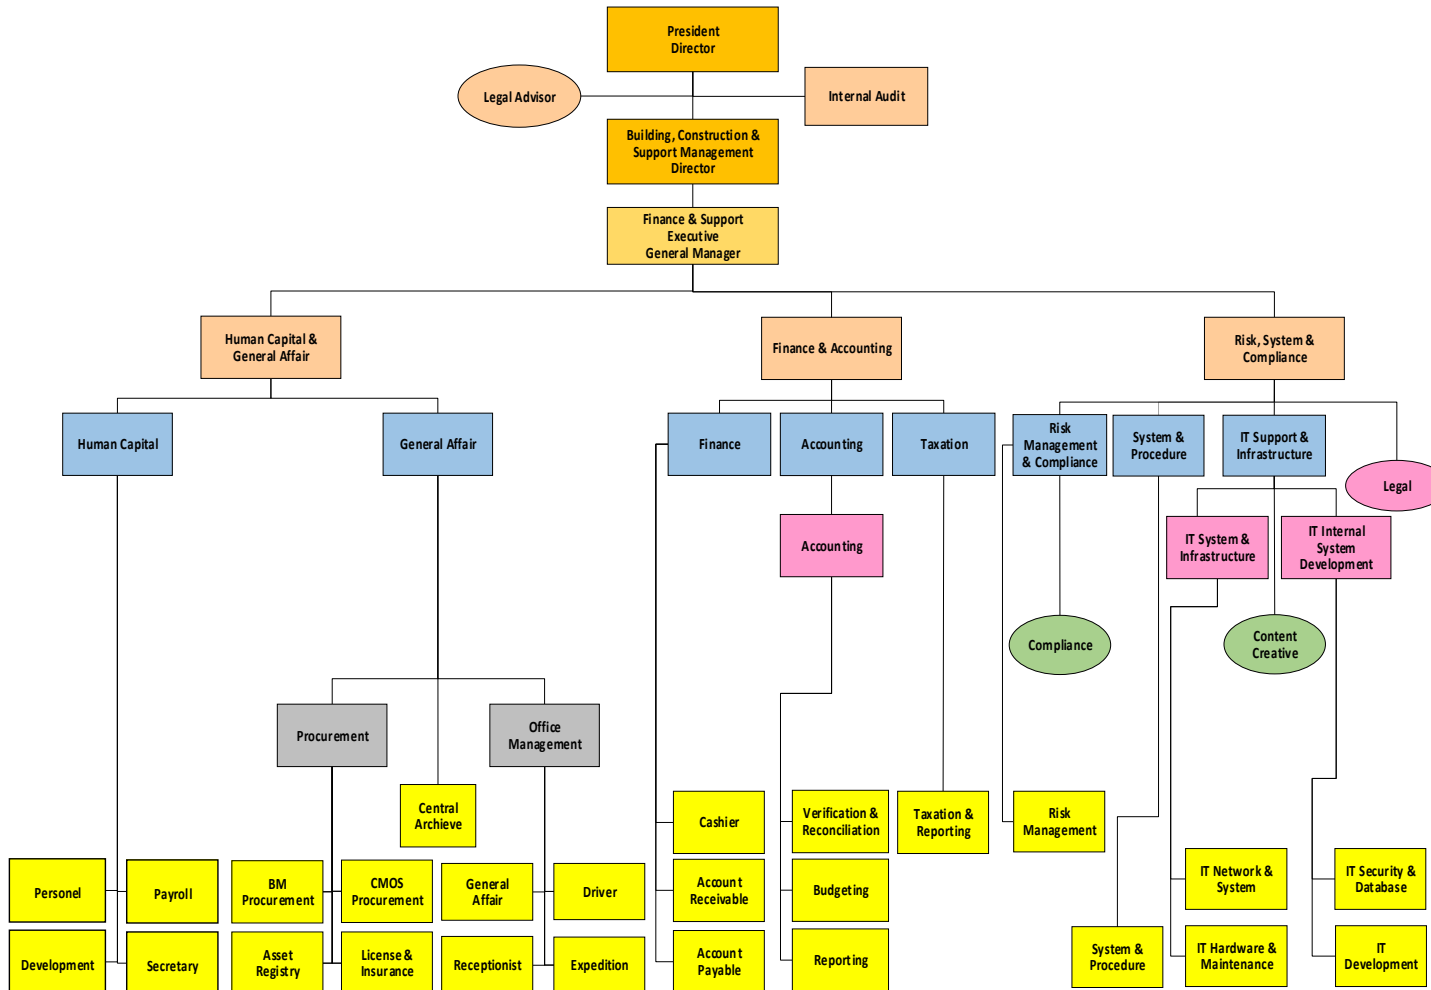 President
Director
Legal Advisor
Internal Audit
Building, Construction &
Support Management
Director
Finance & Support
Executive
General Manager
Human Capital &
General Affair
Finance & Accounting
Risk, System &
Compliance
Human Capital
General Affair
Finance
Accounting
Taxation
Risk
Management
& Compliance
System &
Procedure
IT Support &
Infrastructure
Legal
Accounting
IT System &
Infrastructure
IT Internal
System
Development
Compliance
Content
Creative
Procurement
Office
Management
Central
Archieve
Cashier
Verification &
Reconciliation
Taxation &
Reporting
Risk
Management
Personel
Payroll
BM
Procurement
CMOS
Procurement
General
Affair
Driver
Account
Receivable
Budgeting
IT Network &
System
IT Security &
Database
Development
Secretary
Asset
Registry
License &
Insurance
Receptionist
Expedition
Account
Payable
Reporting
System &
Procedure
IT Hardware &
Maintenance
IT
Development